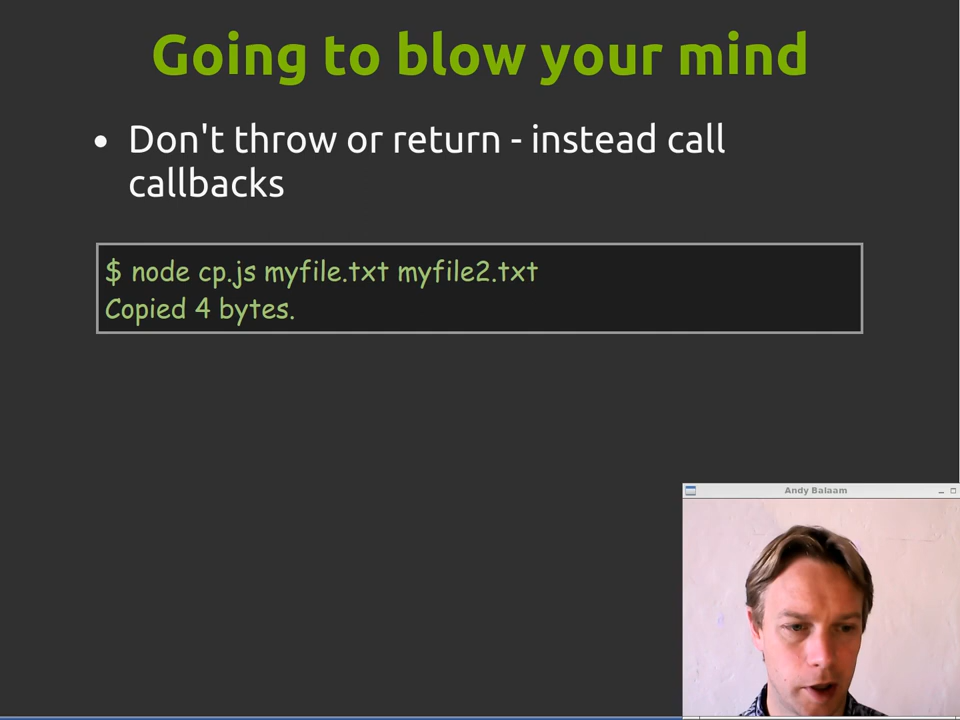 Going to blow your mind
• Don't throw or return - instead call
callbacks
$ node cp.js myfile.txt myfile2.txt
Copied 4 bytes.
Andy Balaam